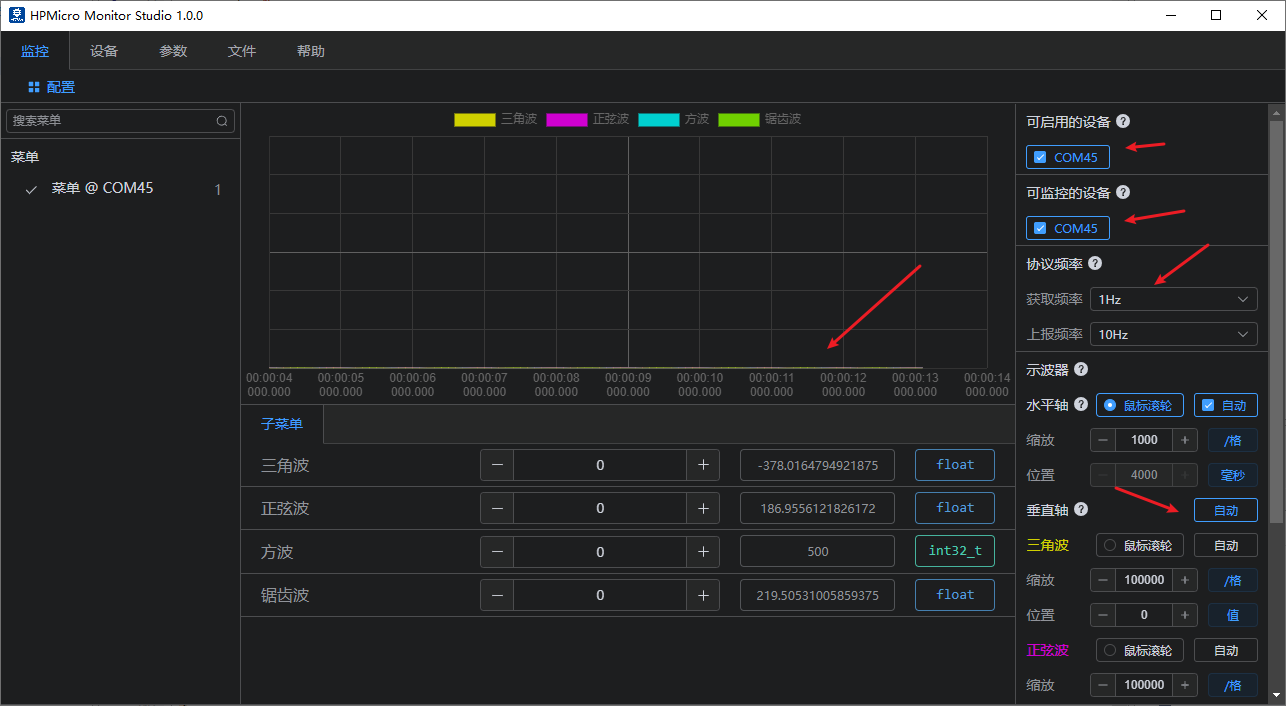 HPMicro Monitor Studio 1.0.0
监控 设备 参数 文件 帮助
配置
搜索菜单
菜单
菜单 @ COM45 1
三角波 正弦波 方波 锯齿波
00:00:04 00:00:05 00:00:06 00:00:07 00:00:08 00:00:09 00:00:10 00:00:11 00:00:12 00:00:13 00:00:14
000.000 000.000 000.000 000.000 000.000 000.000 000.000 000.000 000.000 000.000 000.000
子菜单
三角波 0 -378.0164794921875 float
正弦波 0 186.9556121826172 float
方波 0 500 int32_t
锯齿波 0 219.50531005859375 float
可启用的设备
COM45
可监控的设备
COM45
协议频率
获取频率 1Hz
上报频率 10Hz
示波器
水平轴 鼠标滚轮 自动
缩放 1000 /格
位置 4000 毫秒
垂直轴 自动
三角波 鼠标滚轮 自动
缩放 100000 /格
位置 0 值
正弦波 鼠标滚轮 自动
缩放 100000 /格